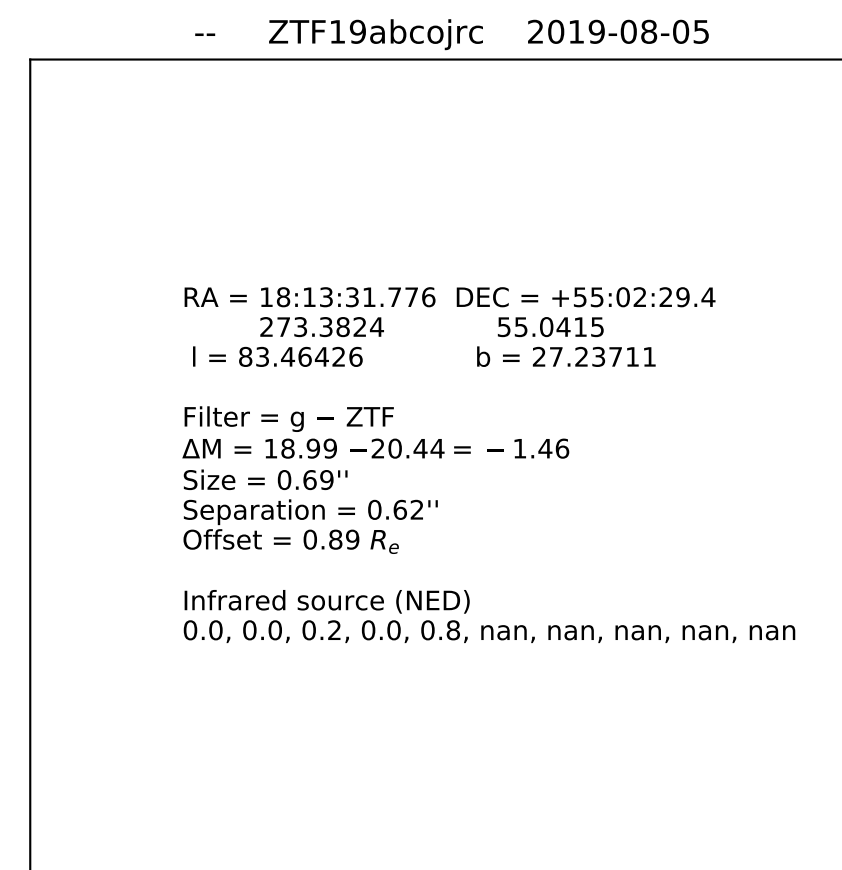 -- ZTF19abcojrc 2019-08-05
RA = 18:13:31.776 DEC = +55:02:29.4
273.3824 55.0415
l = 83.46426 b = 27.23711
Filter = g − ZTF
ΔM = 18.99 −20.44 = − 1.46
Size = 0.69''
Separation = 0.62''
Offset = 0.89 Re
Infrared source (NED)
0.0, 0.0, 0.2, 0.0, 0.8, nan, nan, nan, nan, nan